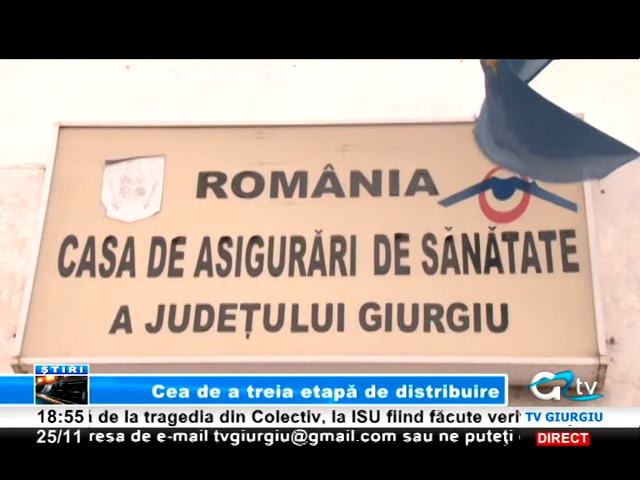 ROMÂNIA
CASA DE ASIGURĂRI DE SĂNĂTATE
A JUDEȚULUI GIURGIU
ȘTIRI
Cea de a treia etapă de distribuire
G2tv
18:55 de la tragedia din Colectiv, la ISU fiind făcute veri TV GIURGIU
25/11 resa de e-mail tvgiurgiu@gmail.com sau ne puteți DIRECT